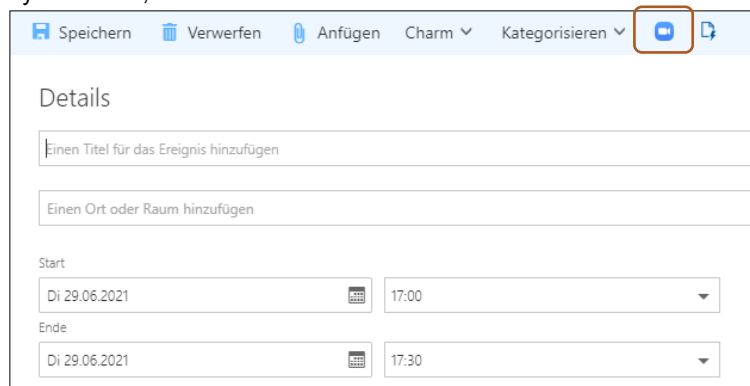 Speichern Verwerfen Anfügen Charm Kategorisieren
Details
Einen Titel für das Ereignis hinzufügen
Einen Ort oder Raum hinzufügen
Start
Di 29.06.2021 17:00
Ende
Di 29.06.2021 17:30